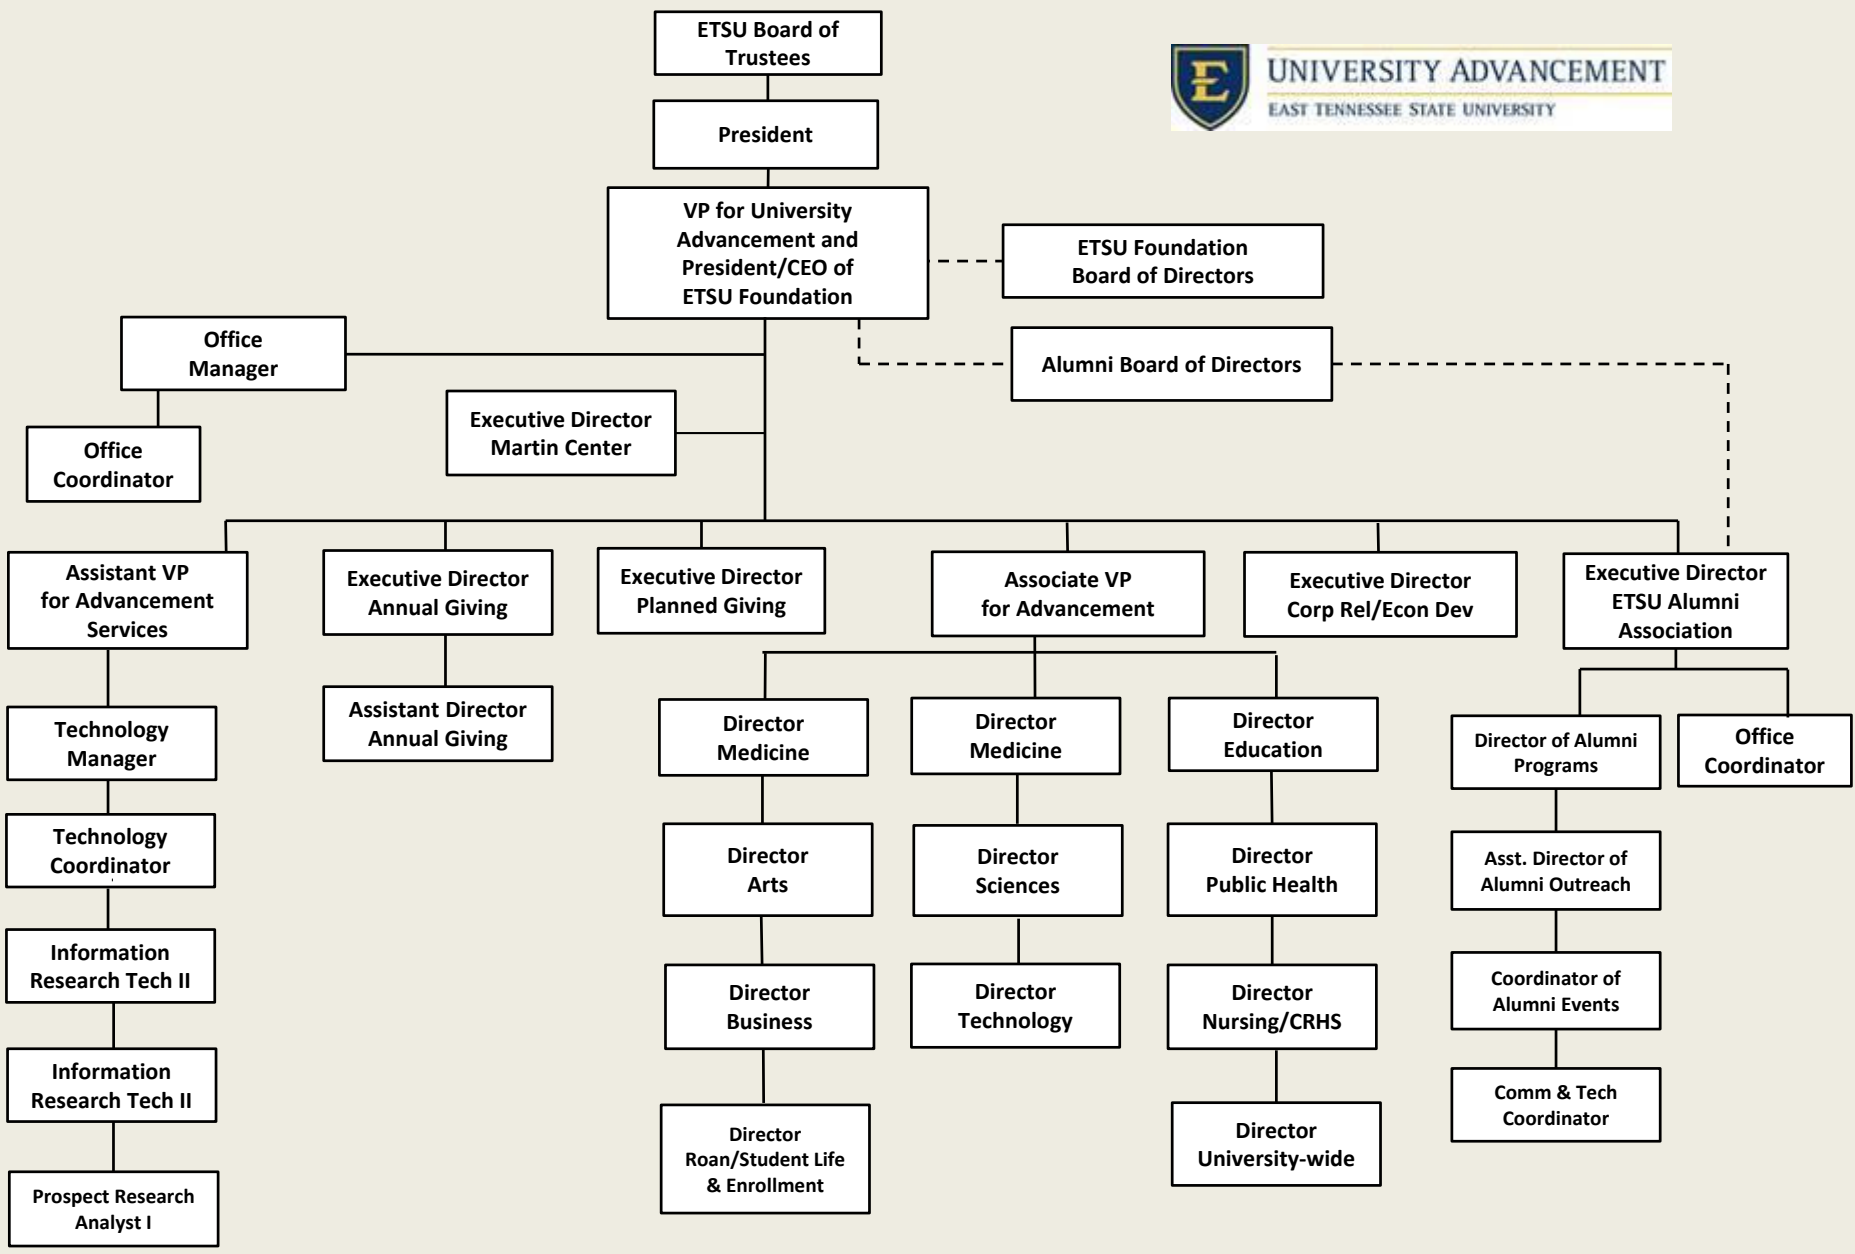 ETSU Board of
Trustees
UNIVERSITY ADVANCEMENT
EAST TENNESSEE STATE UNIVERSITY
President
VP for University
Advancement and
President/CEO of
ETSU Foundation
ETSU Foundation
Board of Directors
Office
Manager
Alumni Board of Directors
Executive Director
Martin Center
Office
Coordinator
Assistant VP
for Advancement
Services
Executive Director
Annual Giving
Executive Director
Planned Giving
Associate VP
for Advancement
Executive Director
Corp Rel/Econ Dev
Executive Director
ETSU Alumni
Association
Technology
Manager
Assistant Director
Annual Giving
Director
Medicine
Director
Medicine
Director
Education
Director of Alumni
Programs
Office
Coordinator
Technology
Coordinator
Director
Arts
Director
Sciences
Director
Public Health
Asst. Director of
Alumni Outreach
Information
Research Tech II
Director
Business
Director
Technology
Director
Nursing/CRHS
Coordinator of
Alumni Events
Information
Research Tech II
Director
Roan/Student Life
& Enrollment
Director
University-wide
Comm & Tech
Coordinator
Prospect Research
Analyst I